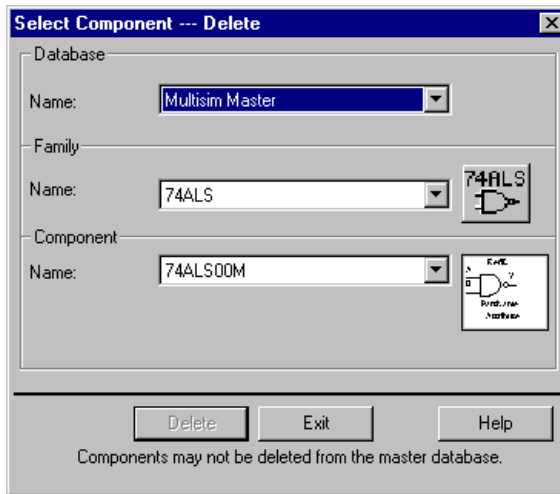 Select Component --- Delete
Database
Name: Multisim Master
Family
Name: 74ALS
74ALS
Component
Name: 74ALS00M
RefID
A
B
Y
Delete Exit Help
Components may not be deleted from the master database.